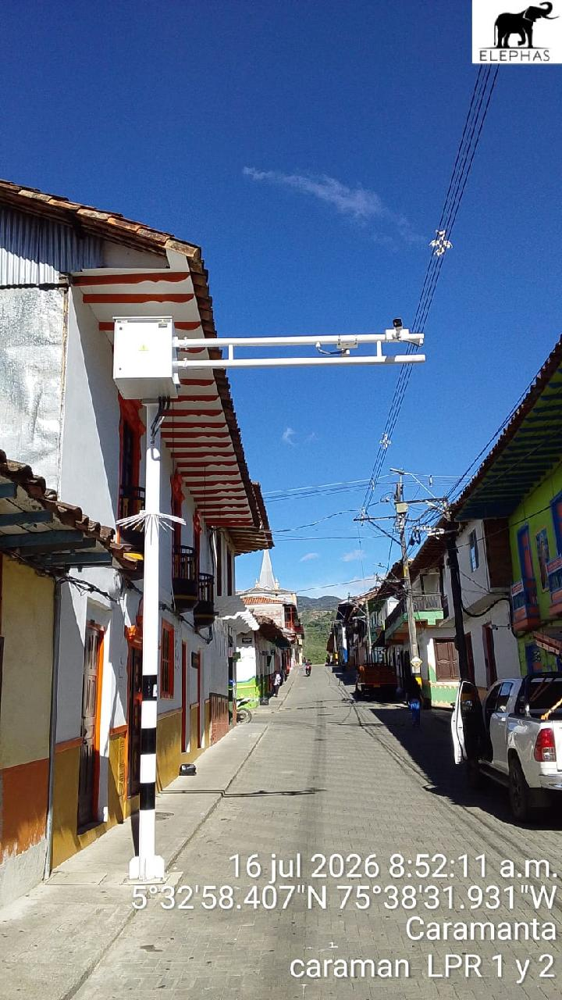 ELEPHAS
16 jul 2026 8:52:11 a.m.
5°32'58.407"N 75°38'31.931"W
Caramanta
caraman LPR 1 y 2